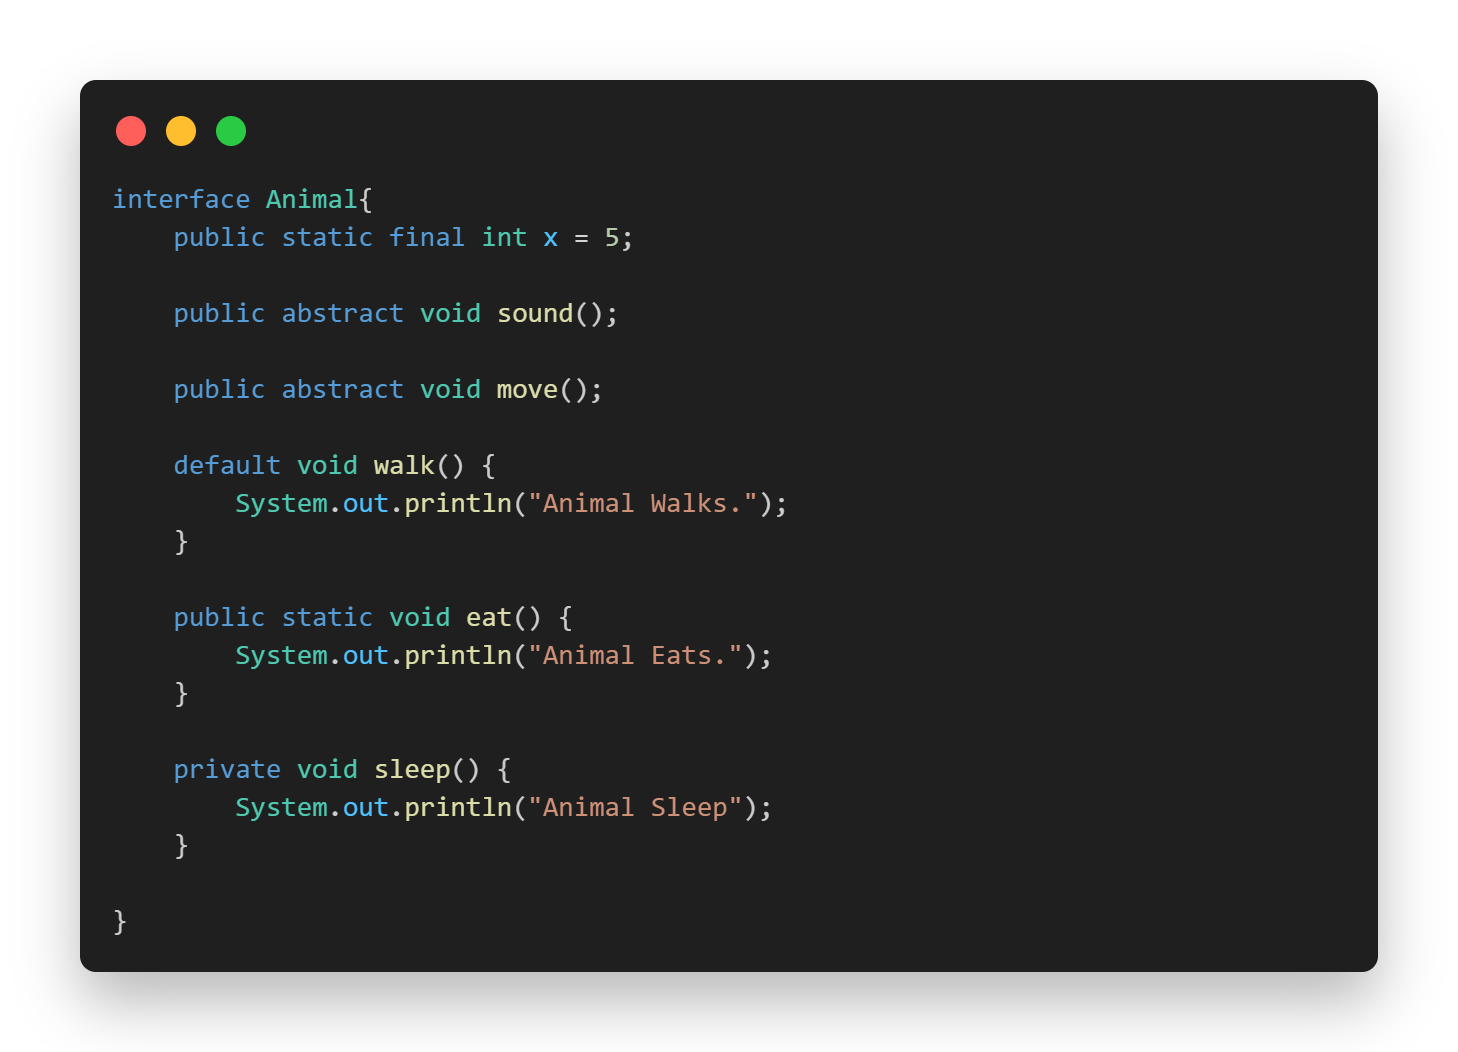 interface Animal{
    public static final int x = 5;
    public abstract void sound();
    public abstract void move();
    default void walk() {
        System.out.println("Animal Walks.");
    }
    public static void eat() {
        System.out.println("Animal Eats.");
    }
    private void sleep() {
        System.out.println("Animal Sleep");
    }
}